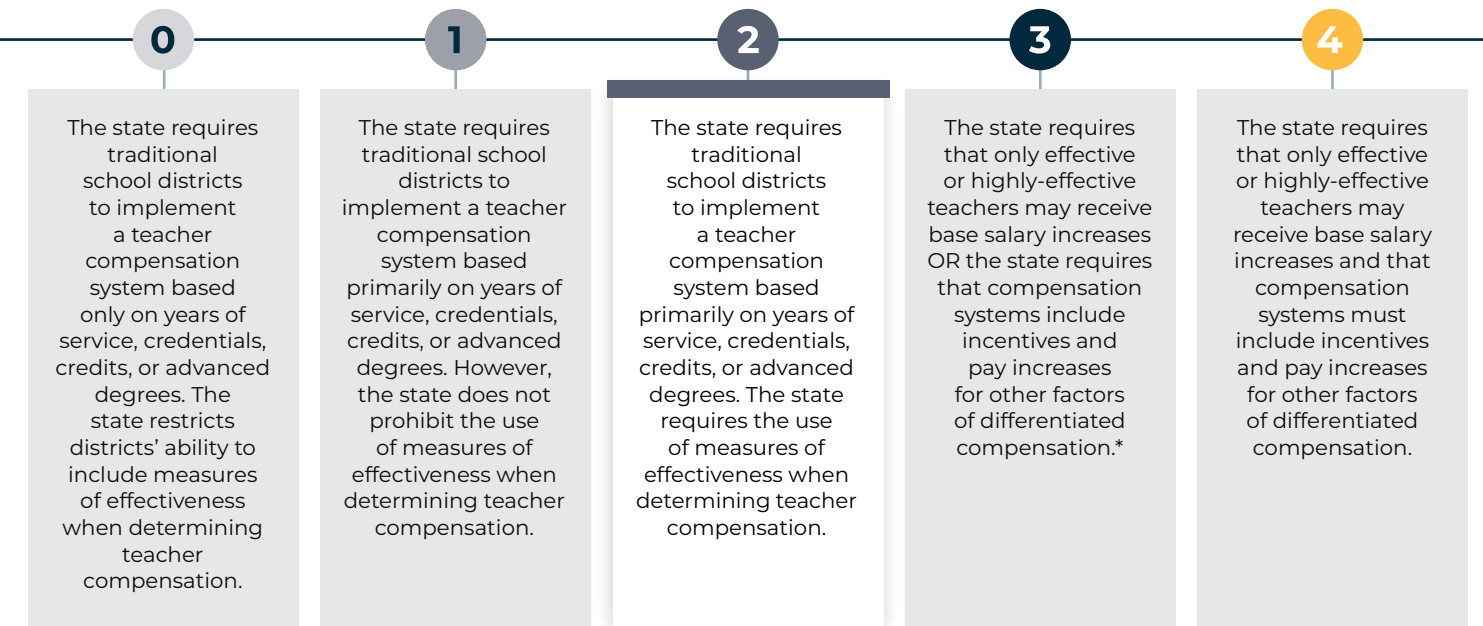 0
The state requires
traditional
school districts
to implement
a teacher
compensation
system based
only on years of
service, credentials,
credits, or advanced
degrees. The
state restricts
districts’ ability to
include measures
of effectiveness
when determining
teacher
compensation.
1
The state requires
traditional school
districts to
implement a teacher
compensation
system based
primarily on years of
service, credentials,
credits, or advanced
degrees. However,
the state does not
prohibit the use
of measures of
effectiveness when
determining teacher
compensation.
2
The state requires
traditional
school districts
to implement
a teacher
compensation
system based
primarily on years of
service, credentials,
credits, or advanced
degrees. The state
requires the use
of measures of
effectiveness when
determining teacher
compensation.
3
The state requires
that only effective
or highly-effective
teachers may receive
base salary increases
OR the state requires
that compensation
systems include
incentives and
pay increases
for other factors
of differentiated
compensation.*
4
The state requires
that only effective
or highly-effective
teachers may
receive base salary
increases and that
compensation
systems must
include incentives
and pay increases
for other factors
of differentiated
compensation.